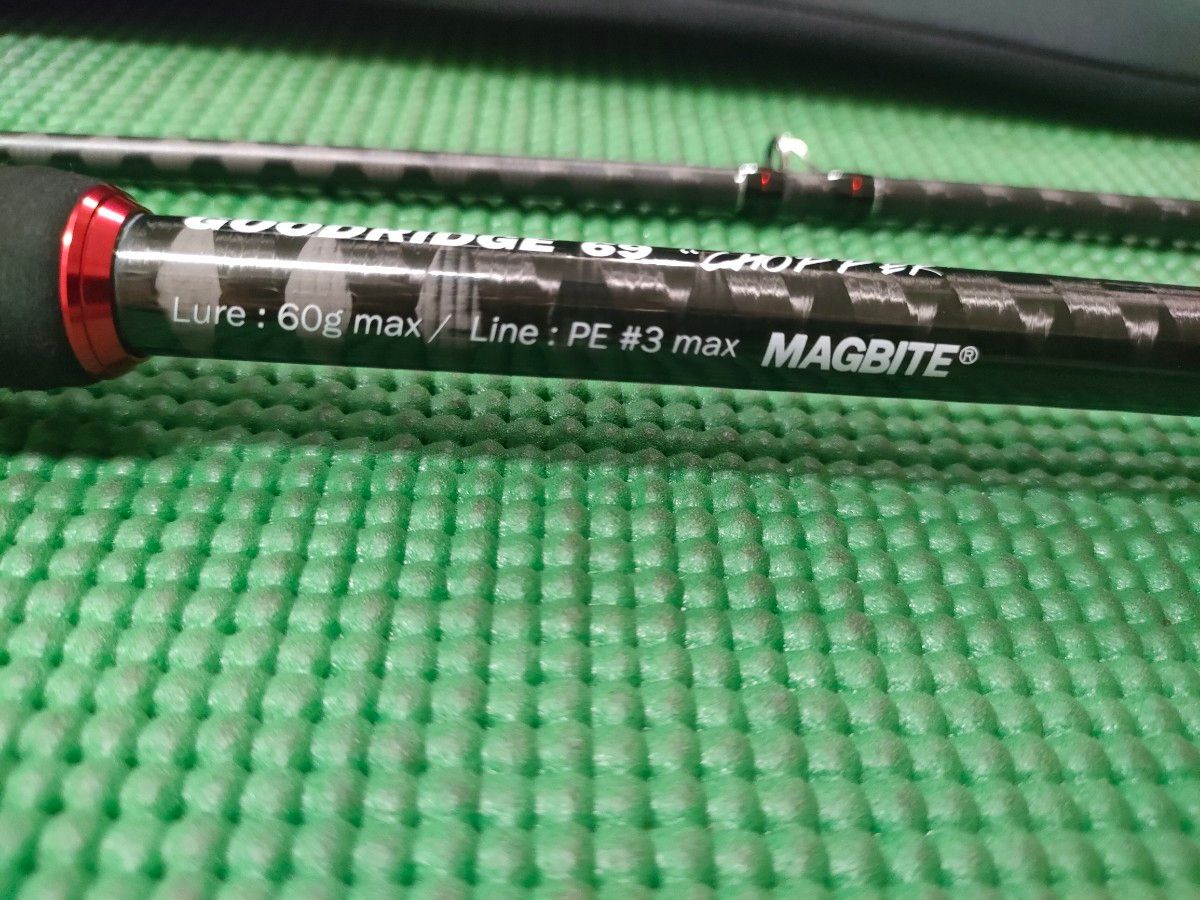 GOODRIDGE 69 "CHOPPER
Lure : 60g max / Line : PE #3 max MAGBITE®